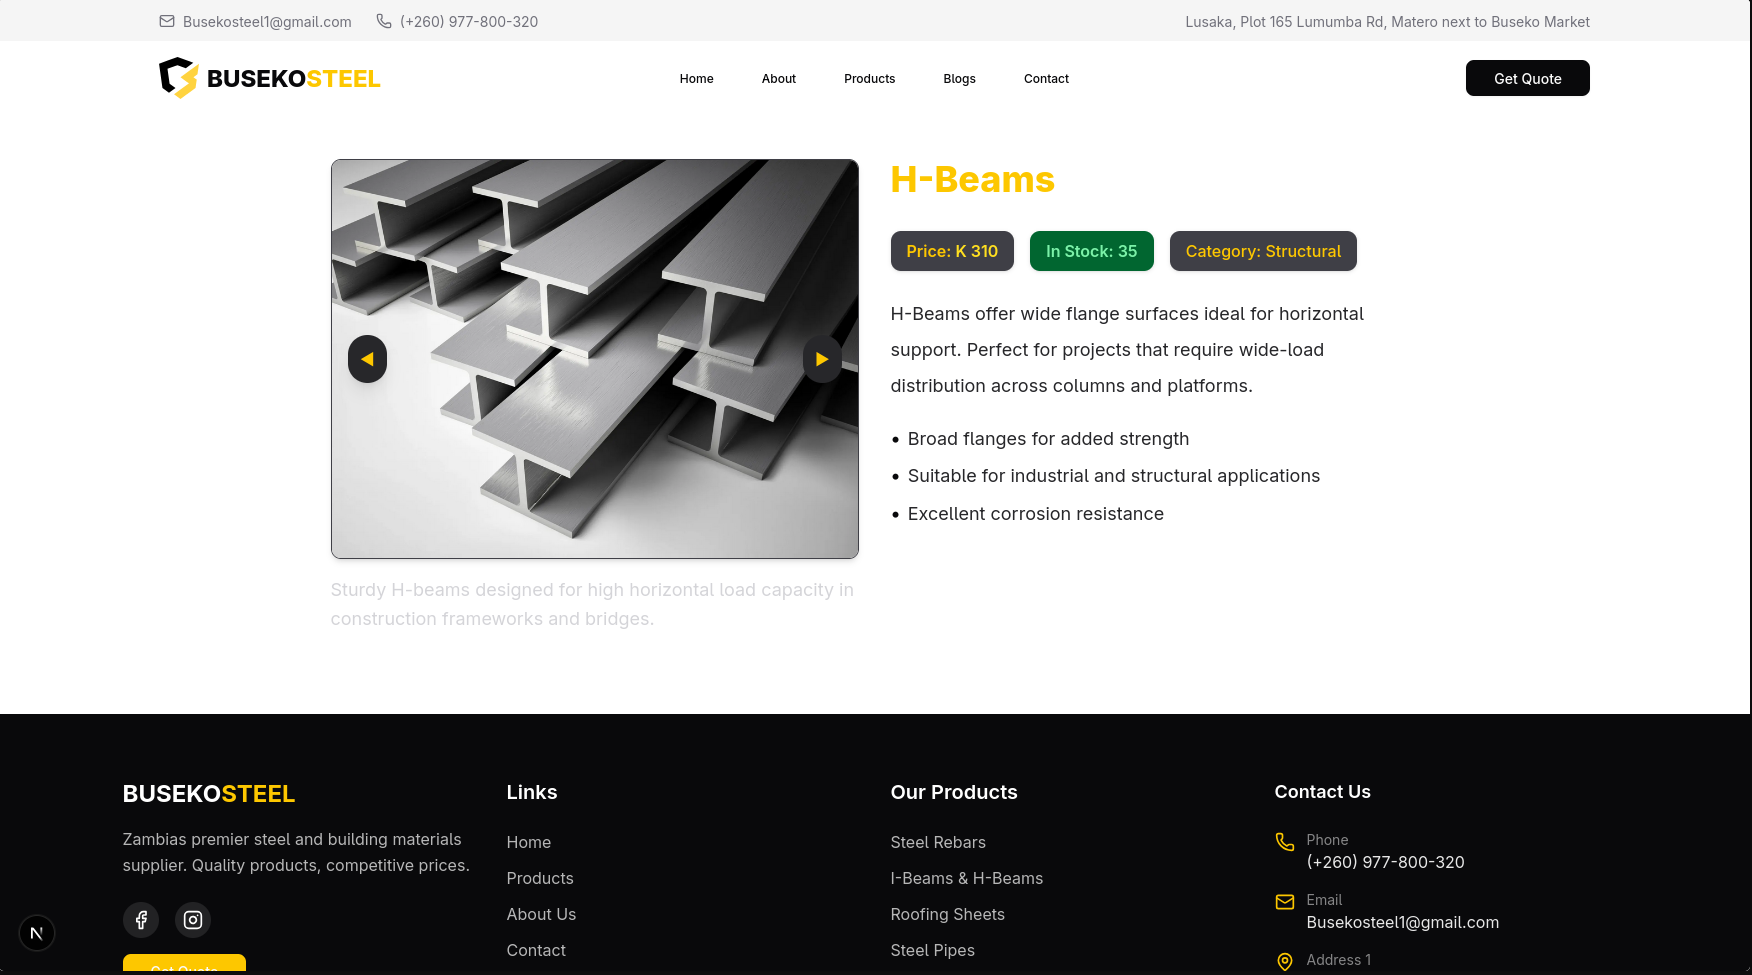 Busekosteel1@gmail.com
(+260) 977-800-320
Lusaka, Plot 165 Lumumba Rd, Matero next to Buseko Market
BUSEKOSTEEL
Home
About
Products
Blogs
Contact
Get Quote
H-Beams
Price: K 310
In Stock: 35
Category: Structural
H-Beams offer wide flange surfaces ideal for horizontal
support. Perfect for projects that require wide-load
distribution across columns and platforms.
• Broad flanges for added strength
• Suitable for industrial and structural applications
• Excellent corrosion resistance
Sturdy H-beams designed for high horizontal load capacity in
construction frameworks and bridges.
BUSEKOSTEEL
Zambias premier steel and building materials
supplier. Quality products, competitive prices.
Get Quote
Links
Home
Products
About Us
Contact
Our Products
Steel Rebars
I-Beams & H-Beams
Roofing Sheets
Steel Pipes
Contact Us
Phone
(+260) 977-800-320
Email
Busekosteel1@gmail.com
Address 1
N